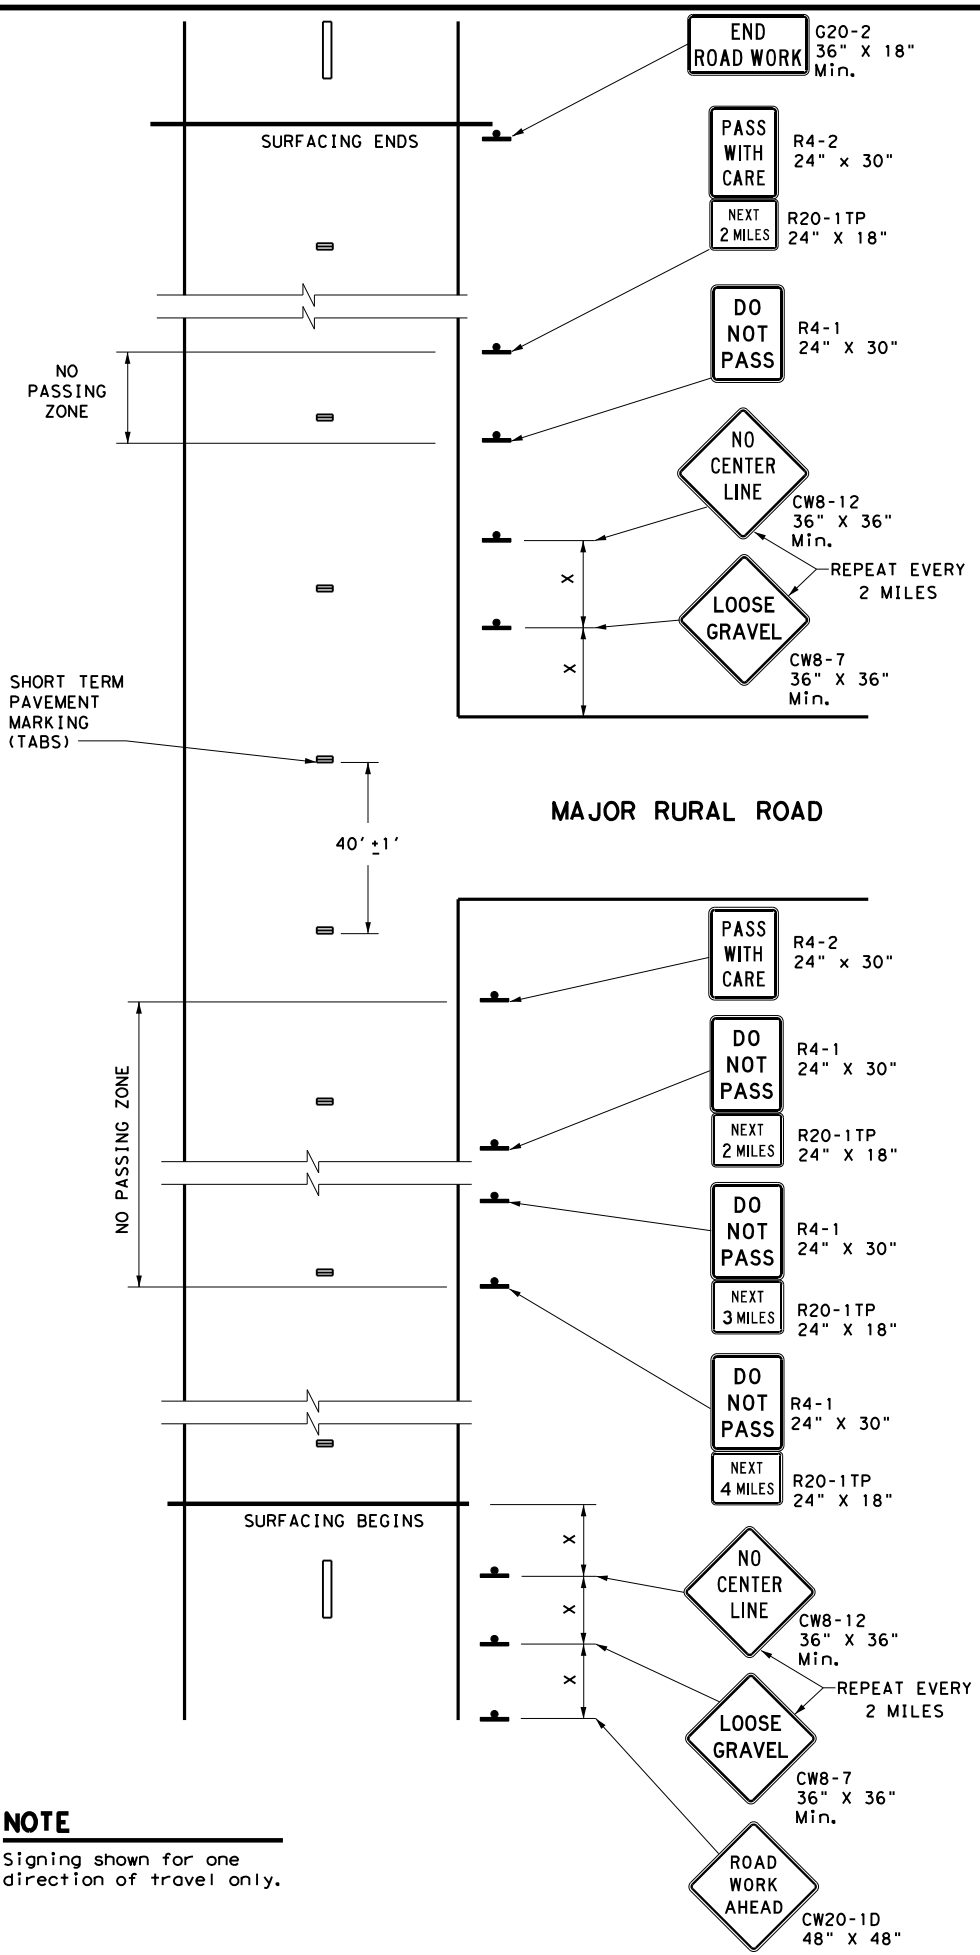 END
ROAD WORK
G20-2
36" X 18"
Min.
SURFACING ENDS
PASS
WITH
CARE
R4-2
24" x 30"
NEXT
2 MILES
R20-1TP
24" X 18"
DO
NOT
PASS
R4-1
24" X 30"
NO
PASSING
ZONE
NO
CENTER
LINE
CW8-12
36" X 36"
Min.
REPEAT EVERY
2 MILES
X
LOOSE
GRAVEL
CW8-7
36" X 36"
Min.
X
SHORT TERM
PAVEMENT
MARKING
(TABS)
MAJOR RURAL ROAD
40' ±1'
PASS
WITH
CARE
R4-2
24" x 30"
DO
NOT
PASS
R4-1
24" X 30"
NEXT
2 MILES
R20-1TP
24" X 18"
NO PASSING ZONE
DO
NOT
PASS
R4-1
24" X 30"
NEXT
3 MILES
R20-1TP
24" X 18"
DO
NOT
PASS
R4-1
24" X 30"
NEXT
4 MILES
R20-1TP
24" X 18"
SURFACING BEGINS
X
NO
CENTER
LINE
CW8-12
36" X 36"
Min.
X
REPEAT EVERY
2 MILES
X
LOOSE
GRAVEL
CW8-7
36" X 36"
Min.
NOTE
Signing shown for one
direction of travel only.
ROAD
WORK
AHEAD
CW20-1D
48" X 48"